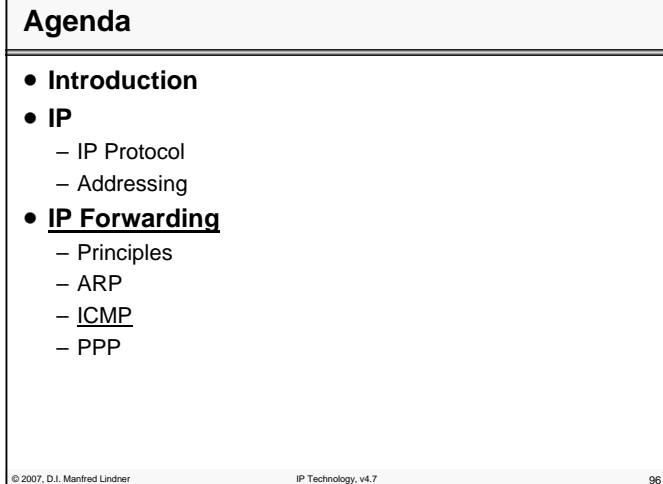 Agenda
• Introduction
• IP
– IP Protocol
– Addressing
• IP Forwarding
– Principles
– ARP
– ICMP
– PPP
© 2007, D.I. Manfred Lindner IP Technology, v4.7 96